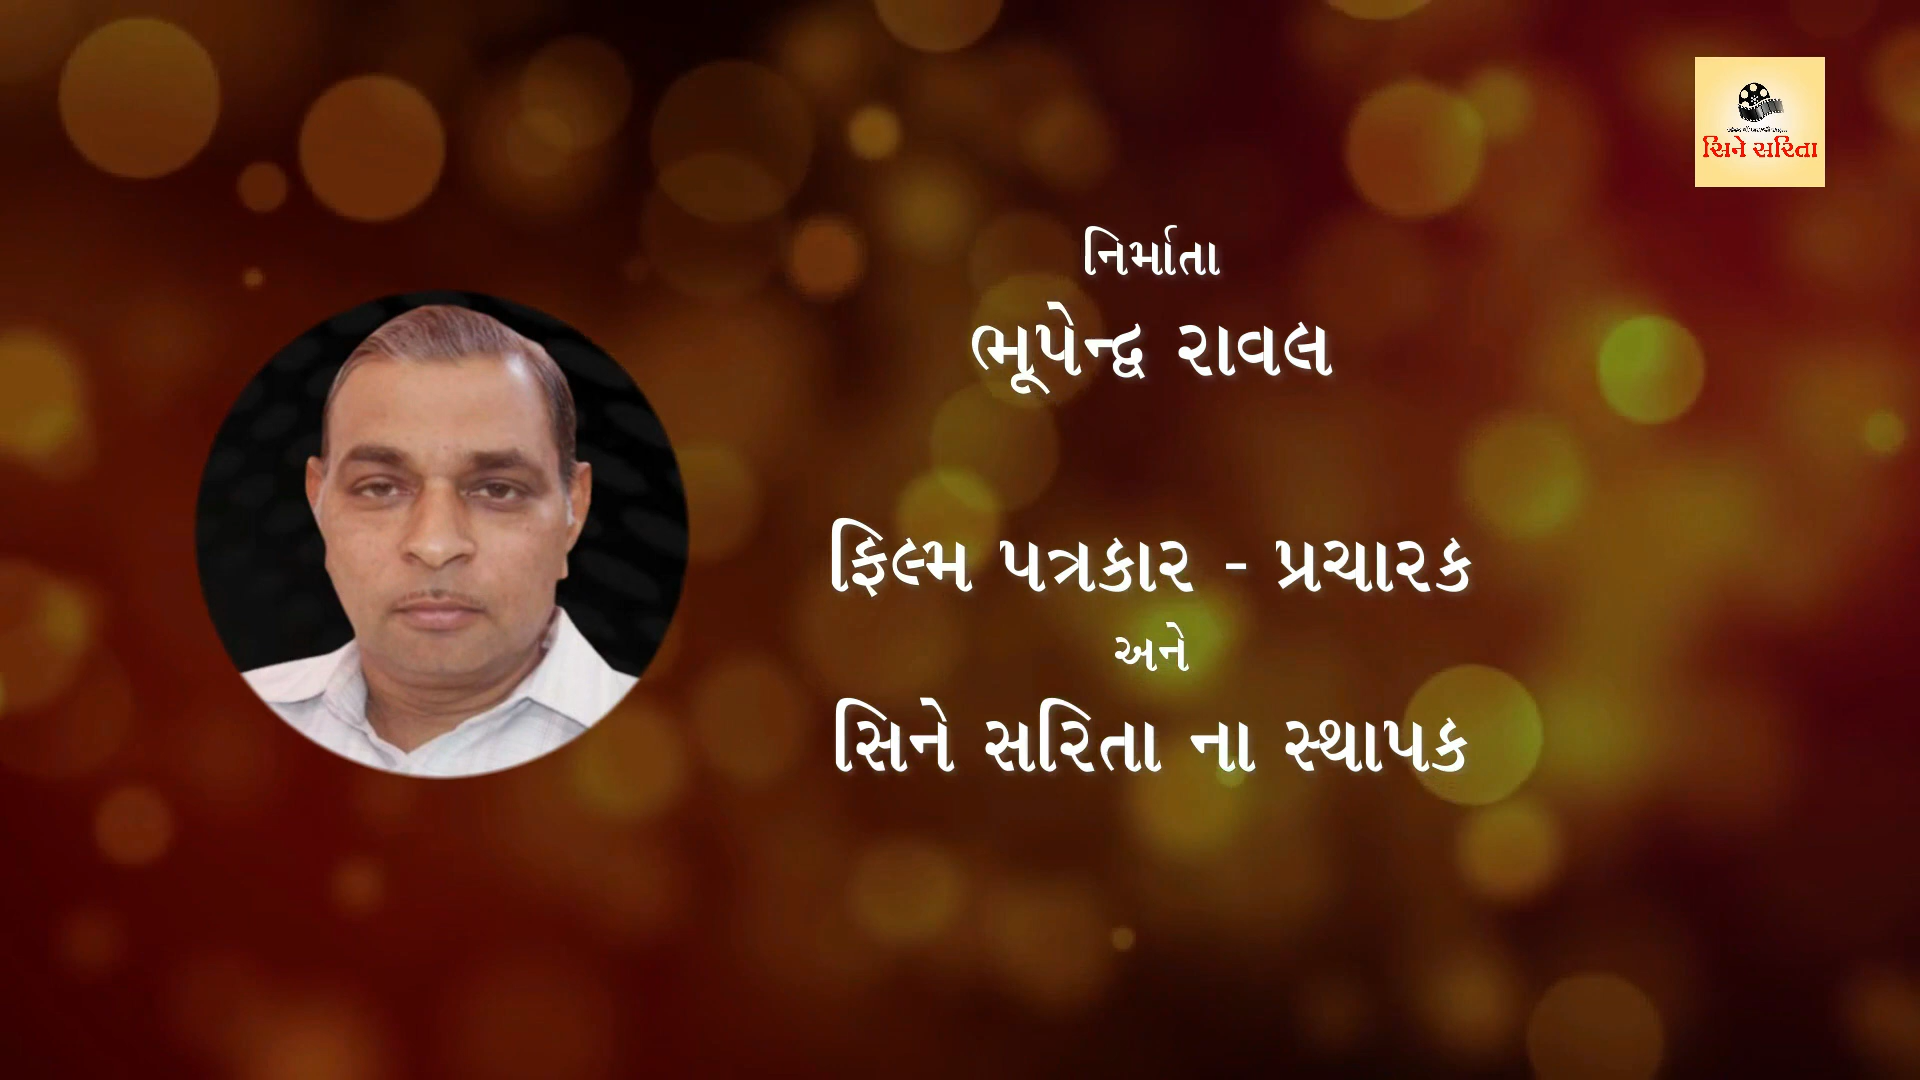 સિને સરિતા
નિર્માતા
ભૂપેન્દ્ર રાવલ
ફિલ્મ પત્રકાર - પ્રચારક
અને
સિને સરિતા ના સ્થાપક